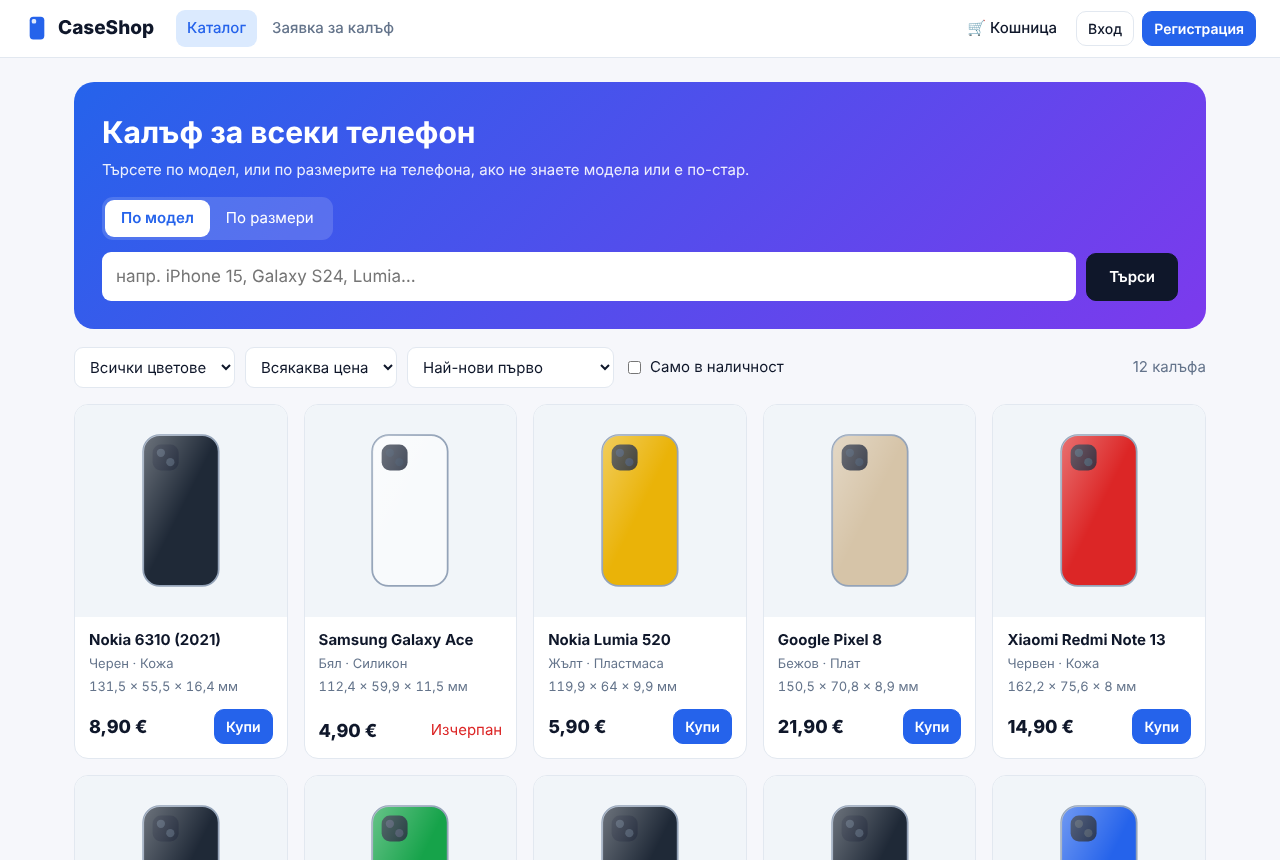 CaseShop
Каталог
Заявка за калъф
🛒 Кошница
Вход
Регистрация
Калъф за всеки телефон
Търсете по модел, или по размерите на телефона, ако не знаете модела или е по-стар.
По модел
По размери
напр. iPhone 15, Galaxy S24, Lumia...
Търси
Всички цветове
Всякаква цена
Най-нови първо
Само в наличност
12 калъфа
Nokia 6310 (2021)
Черен · Кожа
131,5 × 55,5 × 16,4 мм
8,90 €
Купи
Samsung Galaxy Ace
Бял · Силикон
112,4 × 59,9 × 11,5 мм
4,90 €
Изчерпан
Nokia Lumia 520
Жълт · Пластмаса
119,9 × 64 × 9,9 мм
5,90 €
Купи
Google Pixel 8
Бежов · Плат
150,5 × 70,8 × 8,9 мм
21,90 €
Купи
Xiaomi Redmi Note 13
Червен · Кожа
162,2 × 75,6 × 8 мм
14,90 €
Купи